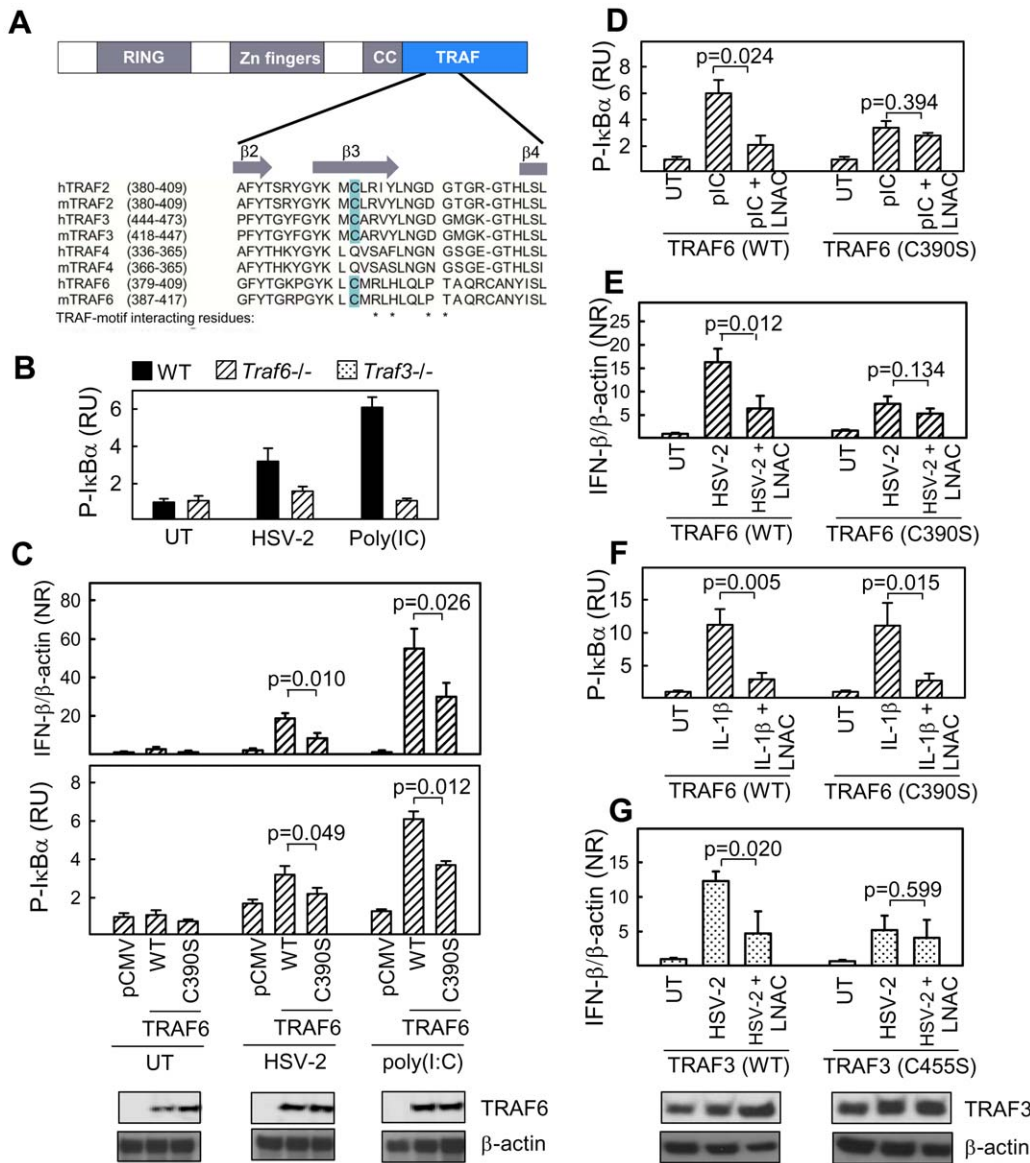 A
RING Zn fingers CC TRAF
β2 β3 β4
hTRAF2 (380-409) AFYTSRYGYK MCLRIYLNGD GTGR-GTHLSL
mTRAF2 (380-409) AFYTSRYGYK MCLRVYLNGD GTGR-GTHLSL
hTRAF3 (444-473) PFYTGYFGYK MCARVYLNGD GMGK-GTHLSL
mTRAF3 (418-447) PFYTGYFGYK MCARVYLNGD GMGK-GTHLSL
hTRAF4 (336-365) AFYTHKYGYK LQVSAFLNGN GSGE-GTHLSL
mTRAF4 (366-365) AFYTHKYGYK LQVSASLNGN GSGEGTHLSI
hTRAF6 (379-409) GFYTGKPGYK LCMRLHLQLP TAQRCANYISL
mTRAF6 (387-417) GFYTGRPGYK LCMRLHLQLP TAQRCANYISL
TRAF-motif interacting residues: * * * *
B
WT Traf6-/- Traf3-/-
P-IκBα (RU)
6
4
2
UT HSV-2 Poly(IC)
C
IFN-β/β-actin (NR)
80
60
40
20
p=0.010
p=0.026
P-IκBα (RU)
6
4
2
p=0.049
p=0.012
pCMV WT C390S pCMV WT C390S pCMV WT C390S
TRAF6 TRAF6 TRAF6
UT HSV-2 poly(I:C)
TRAF6
β-actin
D
P-IκBα (RU)
8
6
4
2
p=0.024
p=0.394
UT pIC pIC + LNAC UT pIC pIC + LNAC
TRAF6 (WT) TRAF6 (C390S)
E
IFN-β/β-actin (NR)
25
20
15
10
5
p=0.012
p=0.134
UT HSV-2 HSV-2 + LNAC UT HSV-2 HSV-2 + LNAC
TRAF6 (WT) TRAF6 (C390S)
F
P-IκBα (RU)
15
10
5
p=0.005
p=0.015
UT IL-1β IL-1β + LNAC UT IL-1β IL-1β + LNAC
TRAF6 (WT) TRAF6 (C390S)
G
IFN-β/β-actin (NR)
15
10
5
p=0.020
p=0.599
UT HSV-2 HSV-2 + LNAC UT HSV-2 HSV-2 + LNAC
TRAF3 (WT) TRAF3 (C455S)
TRAF3
β-actin